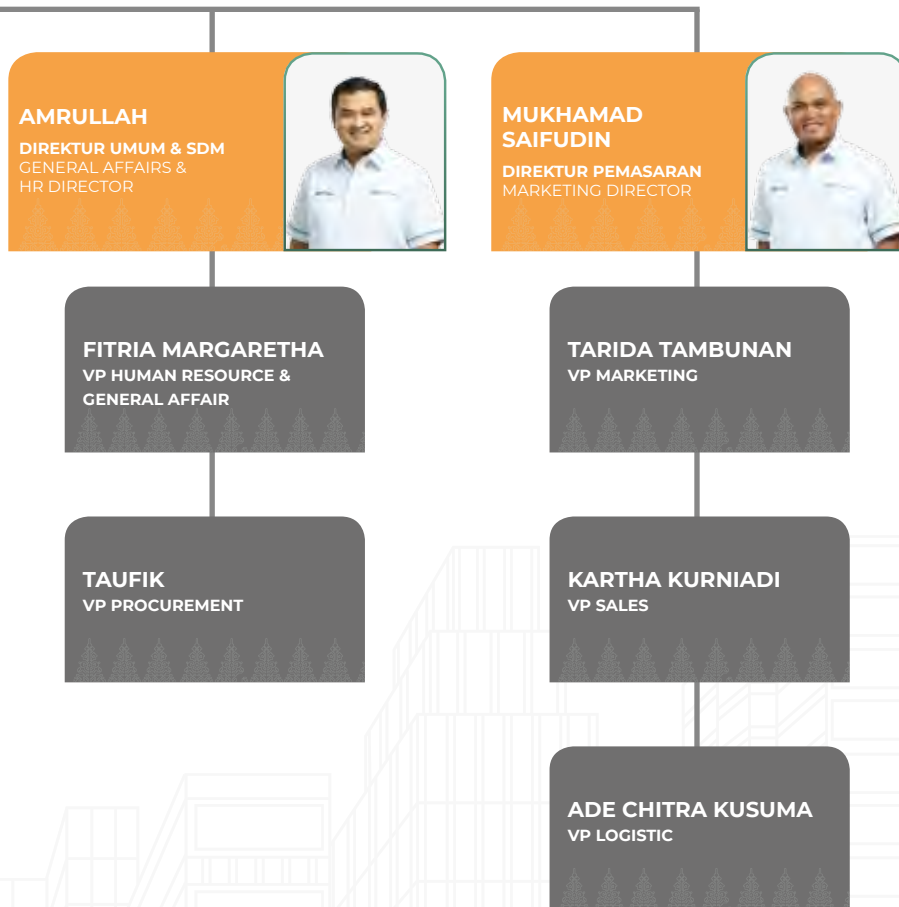 AMRULLAH
DIREKTUR UMUM & SDM
GENERAL AFFAIRS &
HR DIRECTOR
MUKHAMAD
SAIFUDIN
DIREKTUR PEMASARAN
MARKETING DIRECTOR
FITRIA MARGARETHA
VP HUMAN RESOURCE &
GENERAL AFFAIR
TARIDA TAMBUNAN
VP MARKETING
TAUFIK
VP PROCUREMENT
KARTHA KURNIADI
VP SALES
ADE CHITRA KUSUMA
VP LOGISTIC